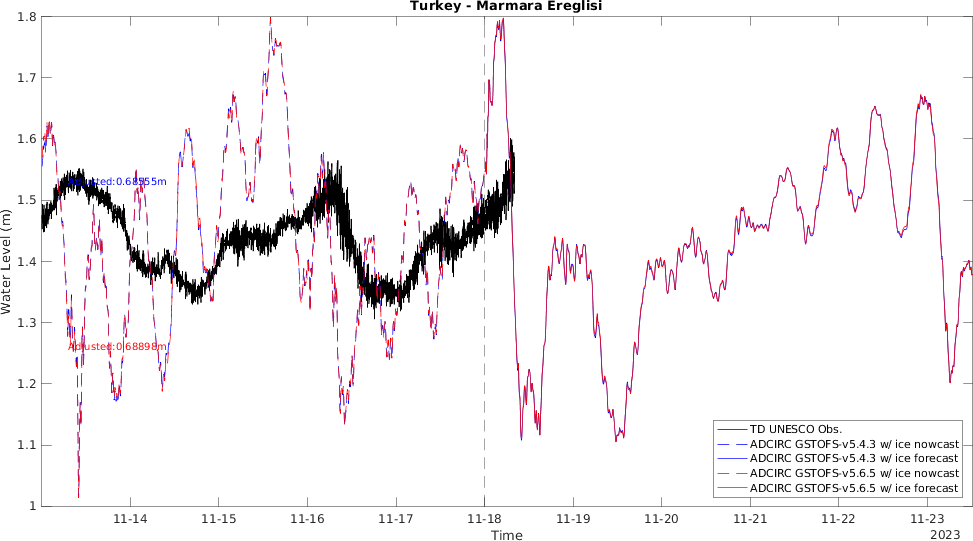 Turkey - Marmara Ereglisi
1.8
1.7
1.6
1.5
1.4
1.3
1.2
1.1
1
Water Level (m)
Adjusted:0.68898m
11-14
11-15
11-16
11-17
11-18
11-19
11-20
11-21
11-22
11-23
2023
Time
TD UNESCO Obs.
ADCIRC GSTOFS-v5.4.3 w/ ice nowcast
ADCIRC GSTOFS-v5.4.3 w/ ice forecast
ADCIRC GSTOFS-v5.6.5 w/ ice nowcast
ADCIRC GSTOFS-v5.6.5 w/ ice forecast